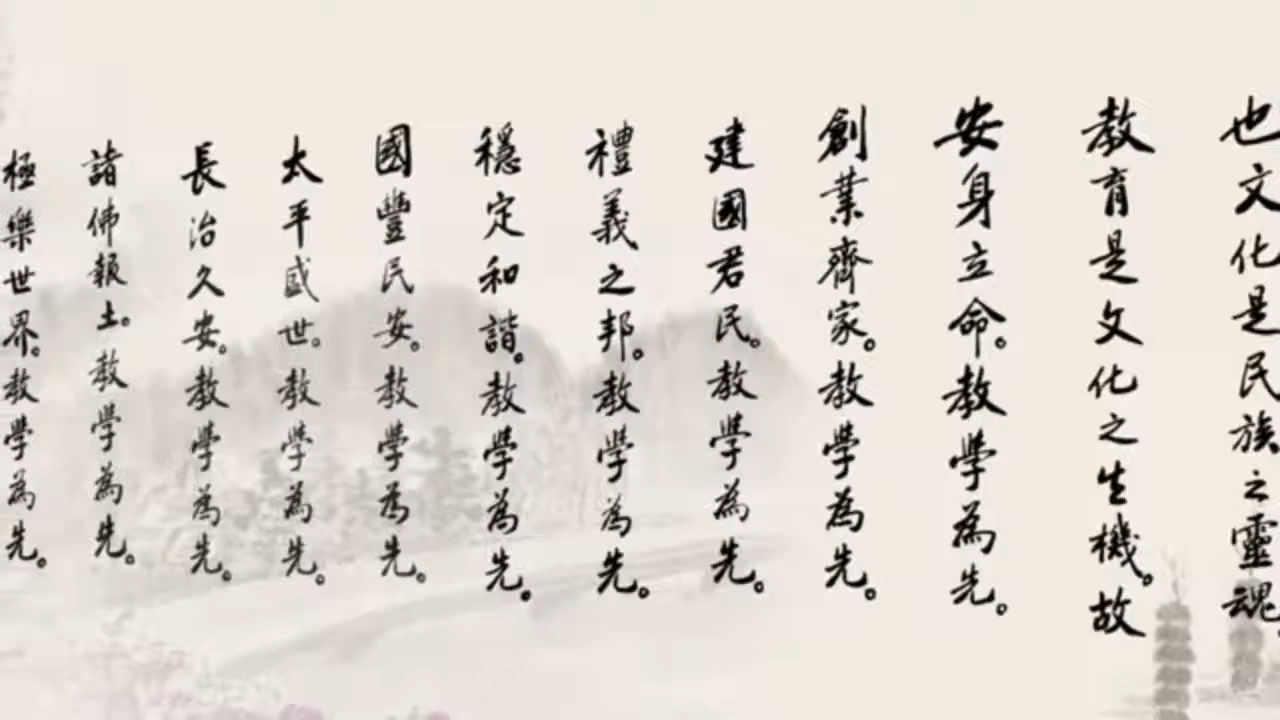 也文化是民族之靈魂。
教育是文化之生機。故
安身立命。教學為先。
創業齊家。教學為先。
建國君民。教學為先。
禮義之邦。教學為先。
穩定和諧。教學為先。
國豐民安。教學為先。
太平盛世。教學為先。
長治久安。教學為先。
諸佛報土。教學為先。
極樂世界。教學為先。